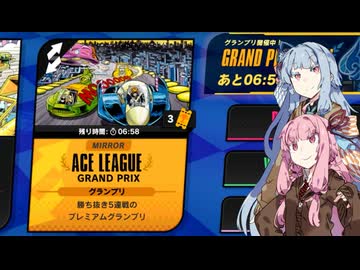 3
残り時間: 06:58
MIRROR
ACE LEAGUE
GRAND PRIX
グランプリ
勝ち抜き5連戦の
プレミアムグランプリ
グランプリ開催中!
GRAND P
あと06:5